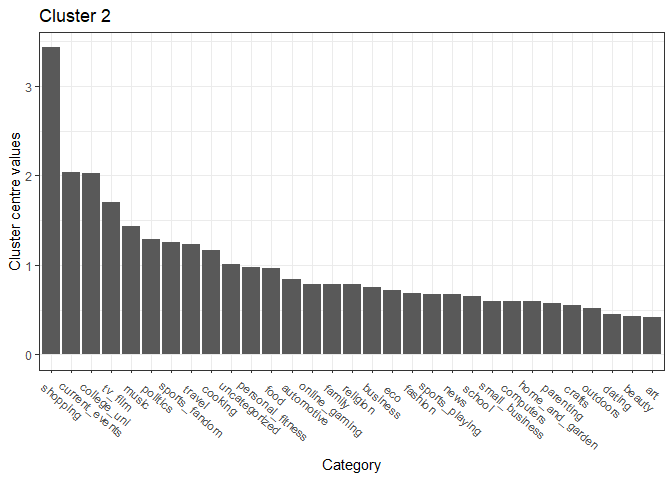 Cluster 2
Cluster centre values
3
2
1
0
shopping
current_events
college_uni
tv_film
music
politics
sports_fandom
travel
cooking
uncategorized
personal_fitness
food
automotive
online_gaming
family
religion
business
eco
fashion
sports_playing
news
school
small_business
computers
home_and_garden
parenting
crafts
outdoors
dating
beauty
art
Category